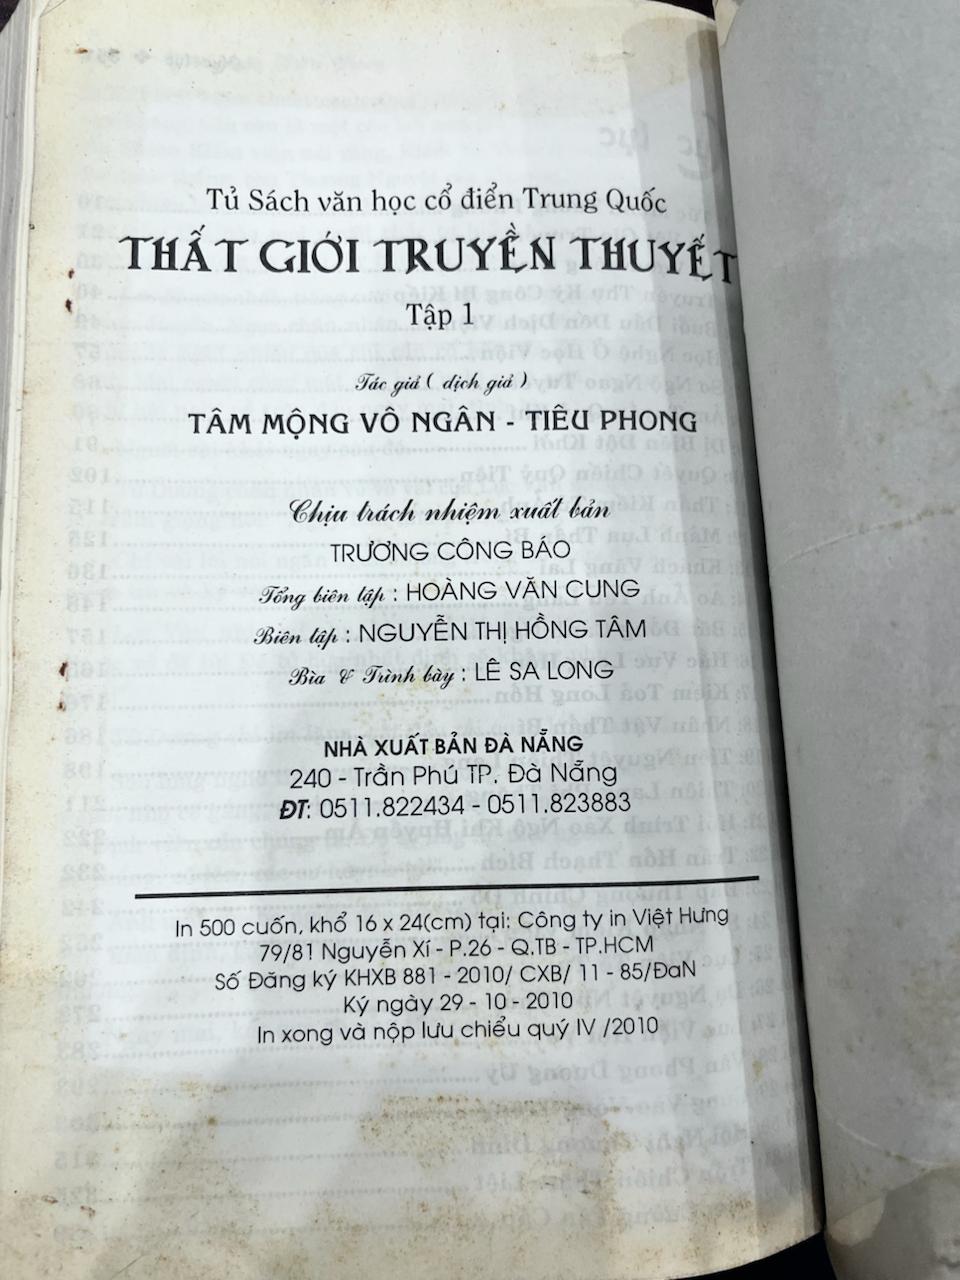 Tủ Sách văn học cổ điển Trung Quốc
THẤT GIỚI TRUYỀN THUYẾT
Tập 1
Tác giả ( dịch giả )
TÂM MỘNG VÔ NGÂN - TIÊU PHONG
Chịu trách nhiệm xuất bản
TRƯƠNG CÔNG BÁO
Tổng biên lập : HOÀNG VĂN CUNG
Biên lập : NGUYỄN THỊ HỒNG TÂM
Bìa & Trình bày : LÊ SA LONG
NHÀ XUẤT BẢN ĐÀ NẴNG
240 - Trần Phú TP. Đà Nẵng
ĐT: 0511.822434 - 0511.823883
In 500 cuốn, khổ 16 x 24(cm) tại: Công ty in Việt Hưng
79/81 Nguyễn Xí - P.26 - Q.TB - TP.HCM
Số Đăng ký KHXB 881 - 2010/ CXB/ 11 - 85/ĐaN
Ký ngày 29 - 10 - 2010
In xong và nộp lưu chiểu quý IV /2010